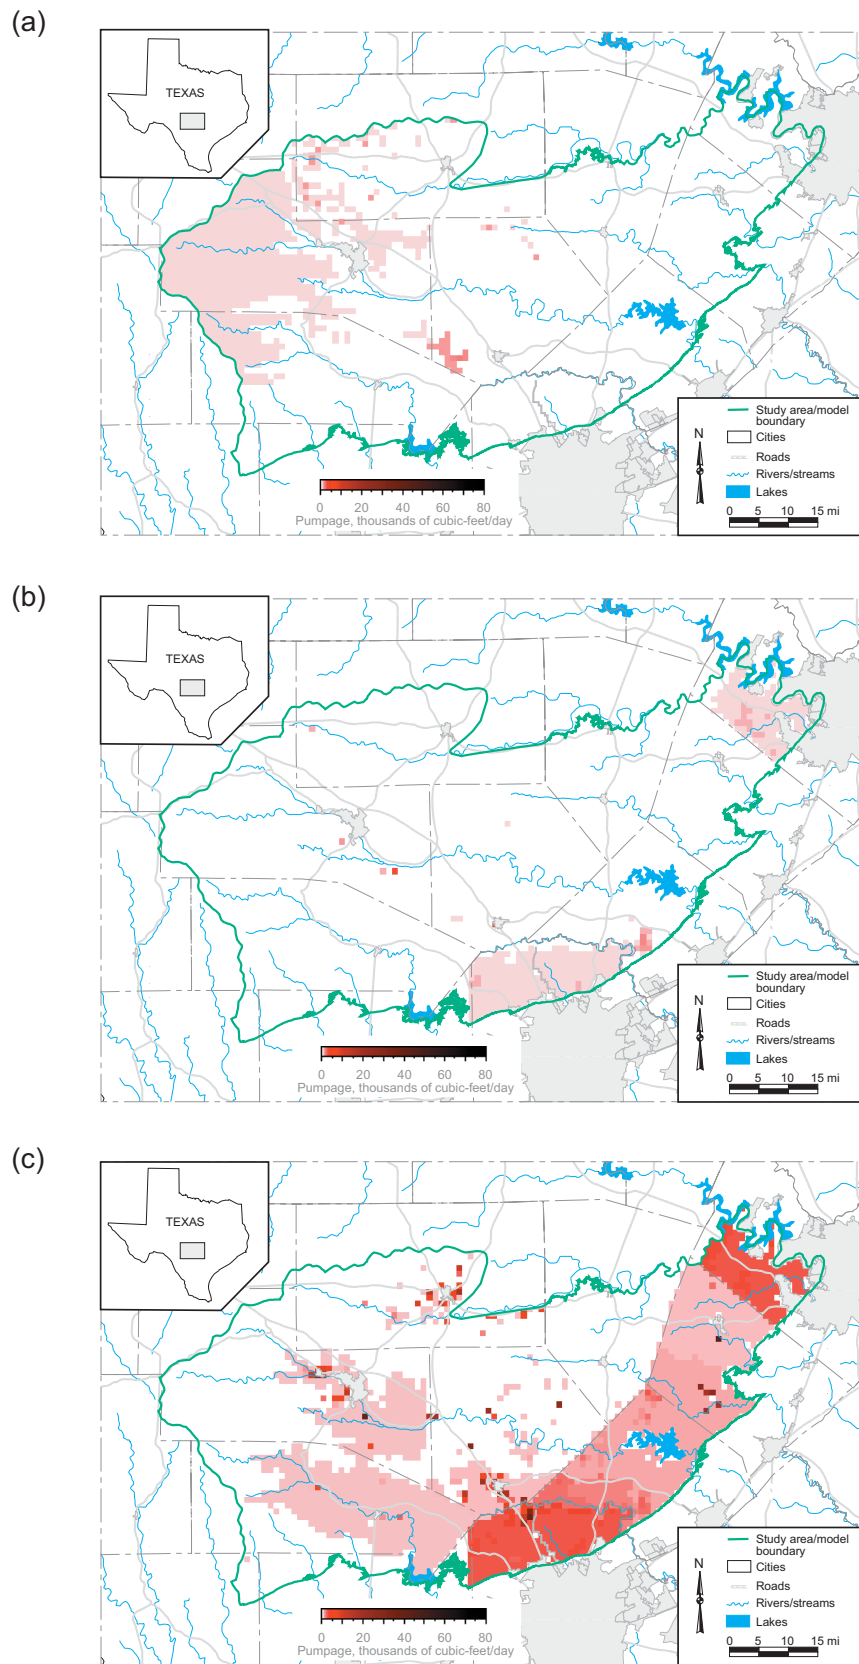 (a)
TEXAS
Study area/model
boundary
Cities
Roads
Rivers/streams
Lakes
N
0 5 10 15 mi
0 20 40 60 80
Pumpage, thousands of cubic-feet/day
(b)
TEXAS
Study area/model
boundary
Cities
Roads
Rivers/streams
Lakes
N
0 5 10 15 mi
0 20 40 60 80
Pumpage, thousands of cubic-feet/day
(c)
TEXAS
Study area/model
boundary
Cities
Roads
Rivers/streams
Lakes
N
0 5 10 15 mi
0 20 40 60 80
Pumpage, thousands of cubic-feet/day